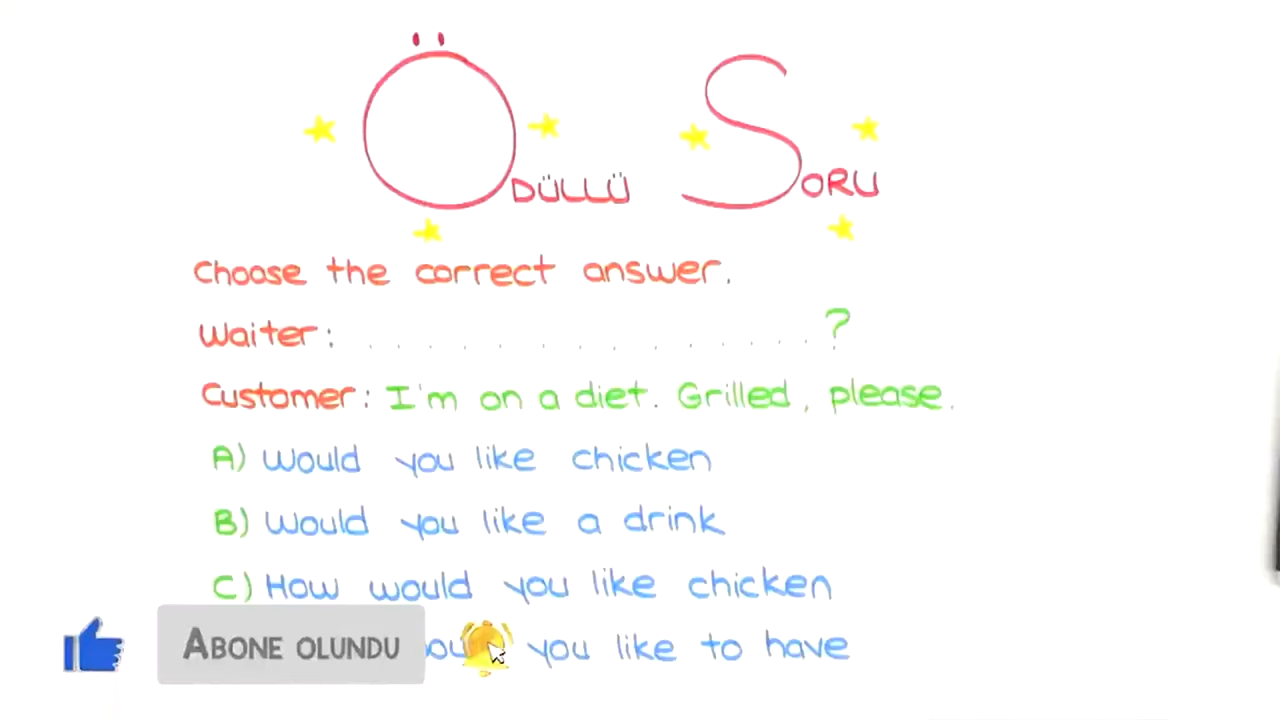 ÖDÜLLÜ SORU
Choose the correct answer.
Waiter: . . . . . . . . . . . . . . . . ?
Customer: I'm on a diet. Grilled, please.
A) Would you like chicken
B) Would you like a drink
C) How would you like chicken
you like to have
ABONE OLUNDU